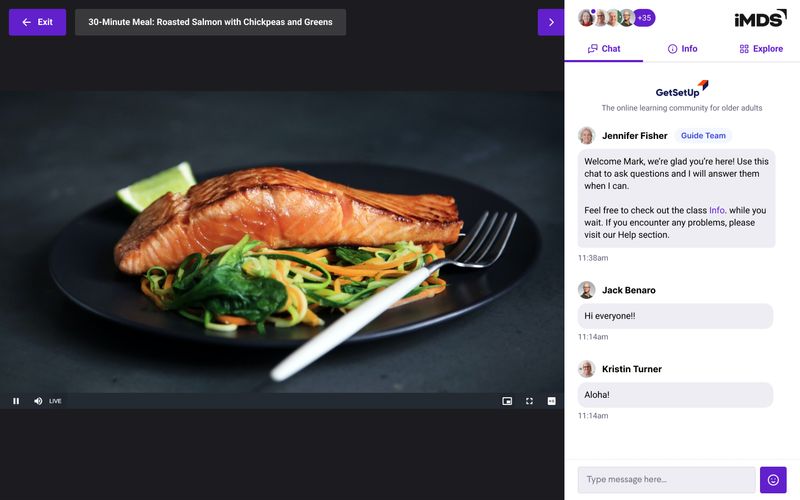 Exit
30-Minute Meal: Roasted Salmon with Chickpeas and Greens
LIVE
+35
iMDS
Chat
Info
Explore
GetSetUp
The online learning community for older adults
Jennifer Fisher
Guide Team
Welcome Mark, we're glad you're here! Use this
chat to ask questions and I will answer them
when I can.
Feel free to check out the class Info. while you
wait. If you encounter any problems, please
visit our Help section.
11:38am
Jack Benaro
Hi everyone!!
11:14am
Kristin Turner
Aloha!
11:14am
Type message here...